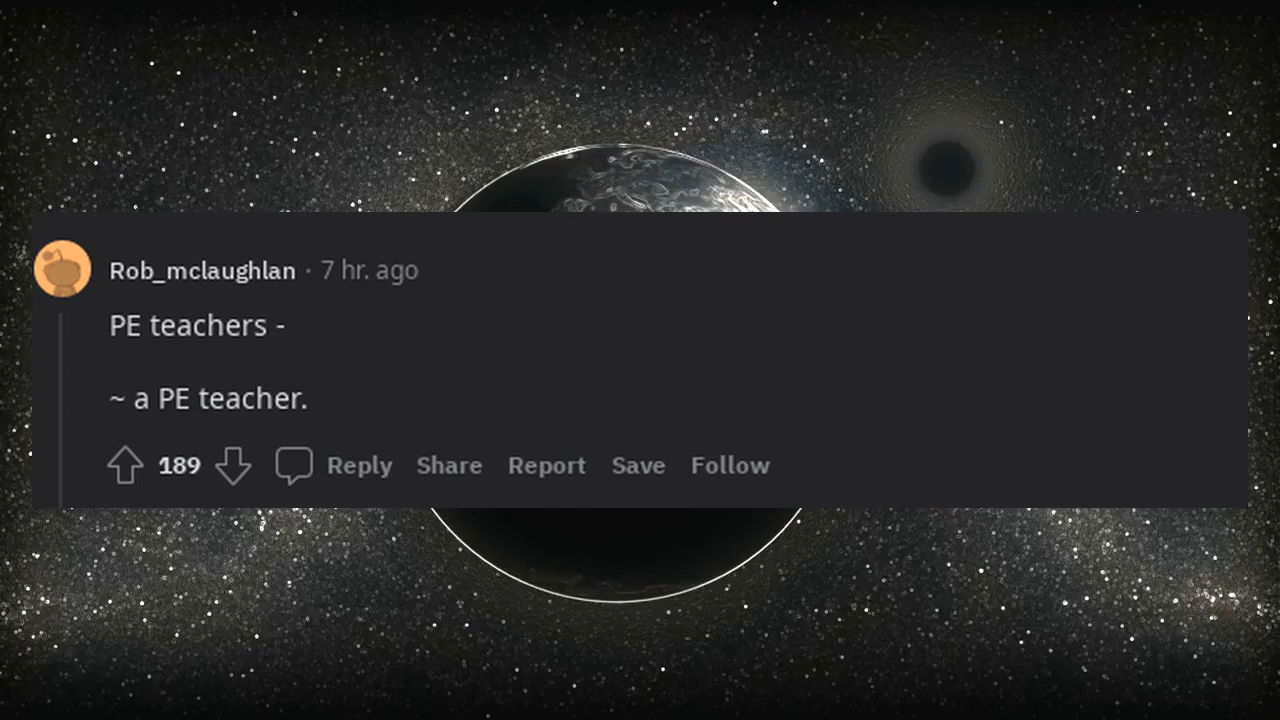 Rob_mclaughlan · 7 hr. ago
PE teachers -
~ a PE teacher.
189 Reply Share Report Save Follow